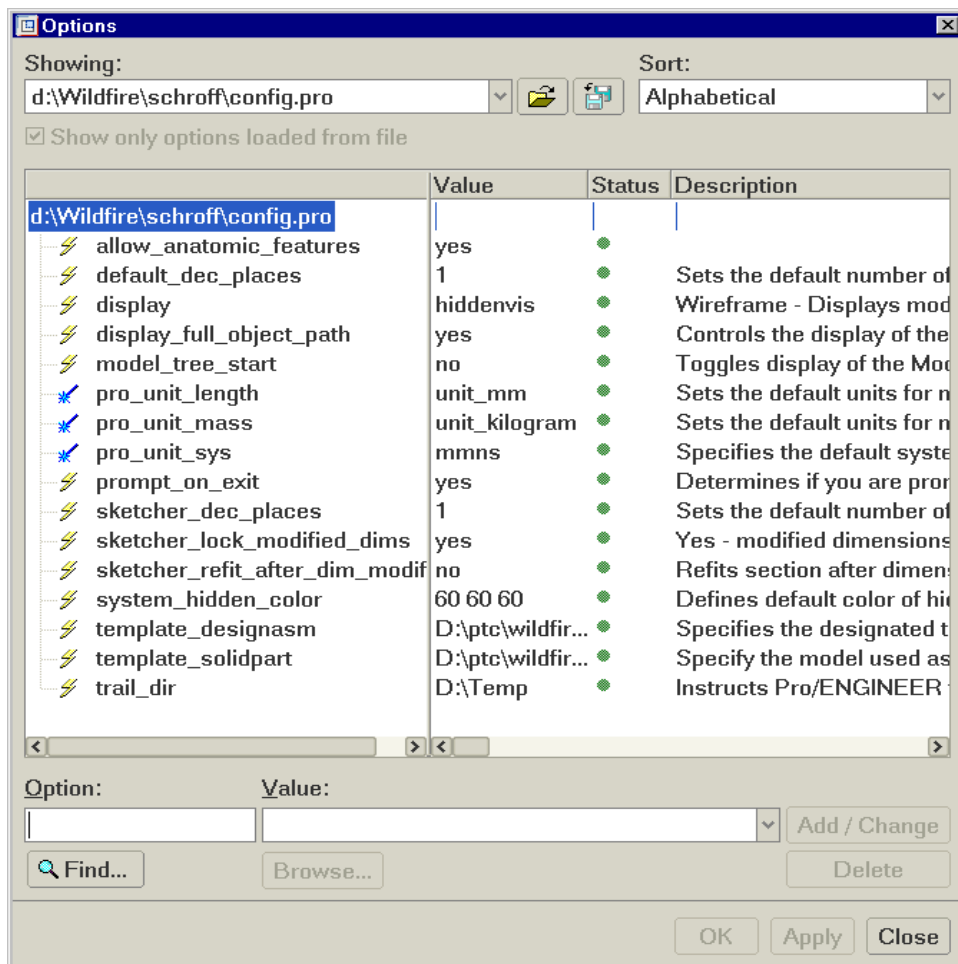 Options
Showing: Sort:
d:\Wildfire\schroff\config.pro Alphabetical
Show only options loaded from file
Value Status Description
d:\Wildfire\schroff\config.pro
allow_anatomic_features yes
default_dec_places 1 Sets the default number of
display hiddenvis Wireframe - Displays mod
display_full_object_path yes Controls the display of the
model_tree_start no Toggles display of the Mod
pro_unit_length unit_mm Sets the default units for n
pro_unit_mass unit_kilogram Sets the default units for n
pro_unit_sys mmns Specifies the default syste
prompt_on_exit yes Determines if you are pror
sketcher_dec_places 1 Sets the default number of
sketcher_lock_modified_dims yes Yes - modified dimensions
sketcher_refit_after_dim_modif no Refits section after dimens
system_hidden_color 60 60 60 Defines default color of hid
template_designasm D:\ptc\wildfir... Specifies the designated t
template_solidpart D:\ptc\wildfir... Specify the model used as
trail_dir D:\Temp Instructs Pro/ENGINEER
Option: Value:
Add / Change
Find... Browse... Delete
OK Apply Close